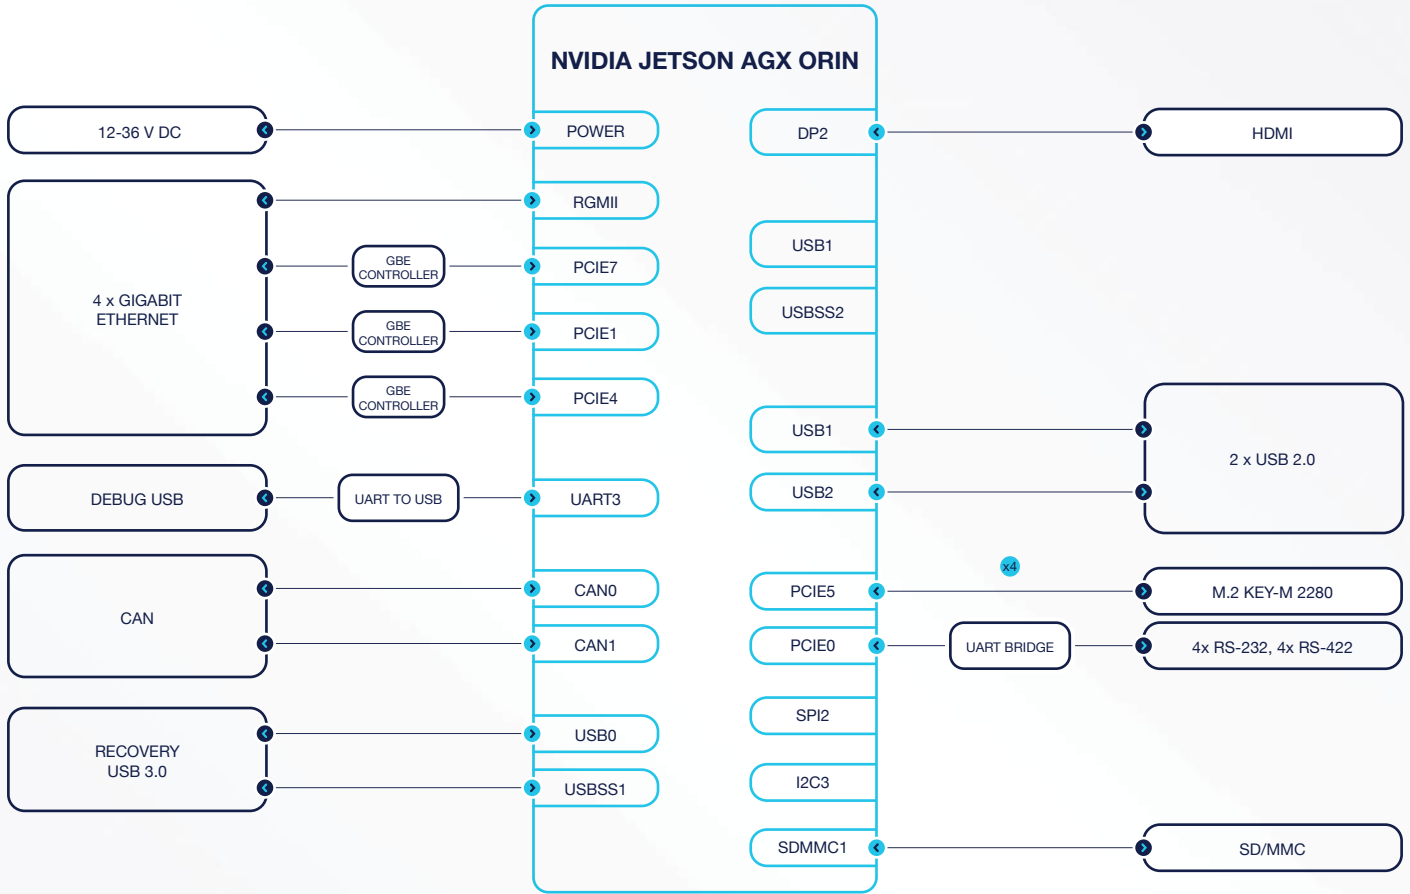 NVIDIA JETSON AGX ORIN
12-36 V DC
POWER
DP2
HDMI
4 x GIGABIT
ETHERNET
RGMII
GBE
CONTROLLER
PCIE7
GBE
CONTROLLER
PCIE1
GBE
CONTROLLER
PCIE4
USB1
USBSS2
USB1
USB2
2 x USB 2.0
DEBUG USB
UART TO USB
UART3
CAN
CAN0
CAN1
x4
PCIE5
M.2 KEY-M 2280
PCIE0
UART BRIDGE
4x RS-232, 4x RS-422
RECOVERY
USB 3.0
USB0
USBSS1
SPI2
I2C3
SDMMC1
SD/MMC